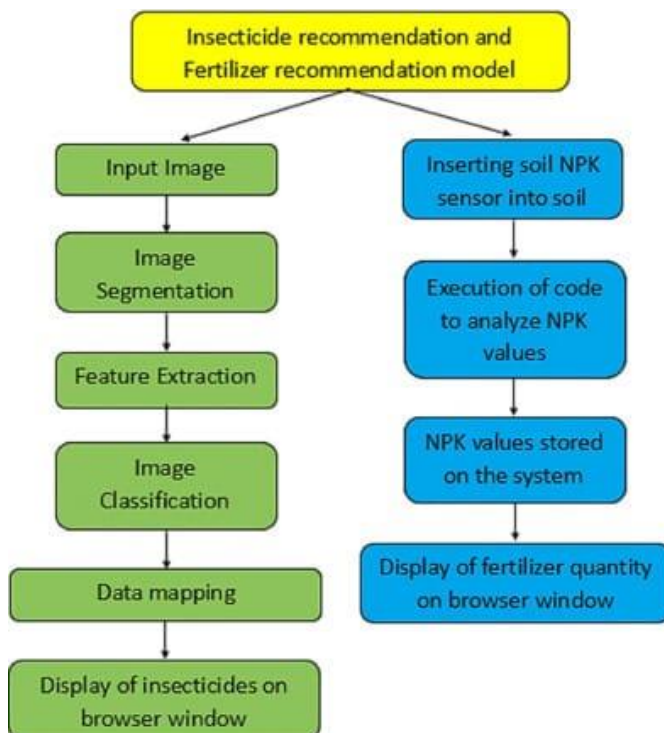 Insecticide recommendation and
Fertilizer recommendation model
Input Image
Image
Segmentation
Feature Extraction
Image
Classification
Data mapping
Display of insecticides on
browser window
Inserting soil NPK
sensor into soil
Execution of code
to analyze NPK
values
NPK values stored
on the system
Display of fertilizer quantity
on browser window